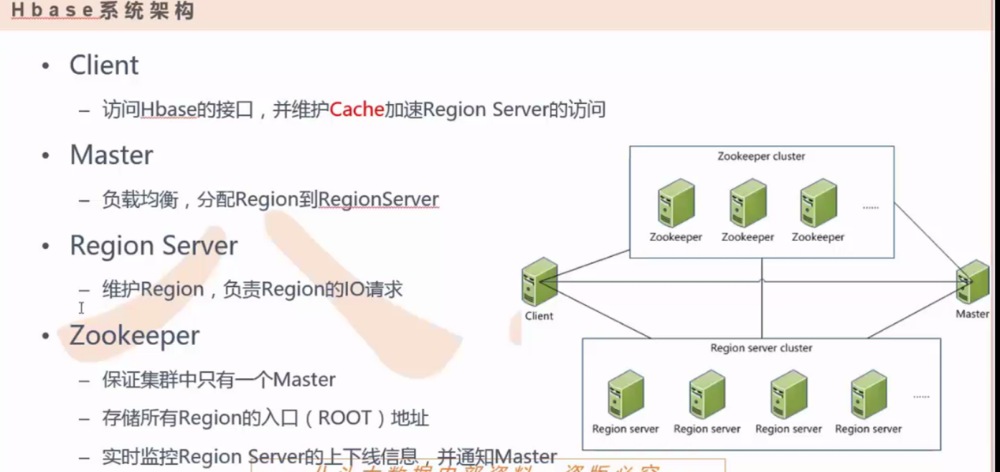 Hbase系统架构
• Client
– 访问Hbase的接口，并维护Cache加速Region Server的访问
• Master
– 负载均衡，分配Region到RegionServer
• Region Server
– 维护Region，负责Region的IO请求
• Zookeeper
– 保证集群中只有一个Master
– 存储所有Region的入口（ROOT）地址
– 实时监控Region Server的上下线信息，并通知Master
Zookeeper cluster
Zookeeper Zookeeper Zookeeper ......
Client
Master
Region server cluster
Region server Region server Region server Region server ......